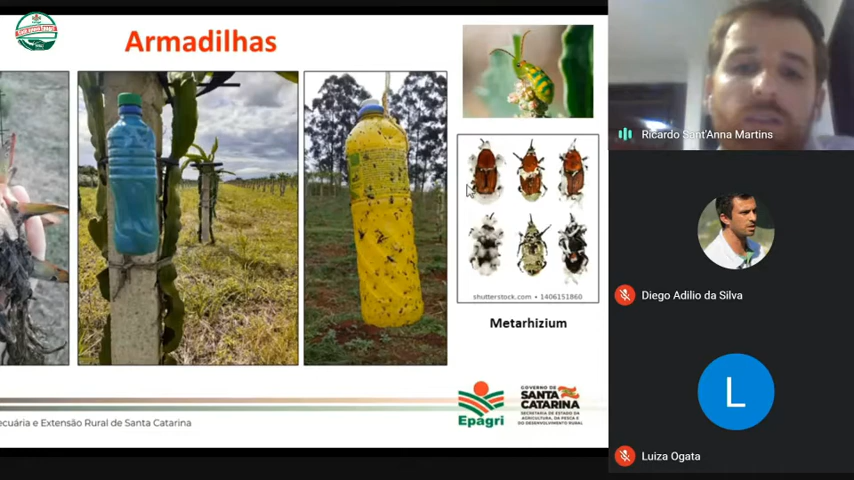 Armadilhas
shutterstock.com • 1406151860
Metarhizium
ecuária e Extensão Rural de Santa Catarina
Epagri
GOVERNO DE
SANTA
CATARINA
SECRETARIA DE ESTADO DA
AGRICULTURA, DA PESCA E
DO DESENVOLVIMENTO RURAL
Ricardo Sant'Anna Martins
Diego Adilio da Silva
L
Luiza Ogata